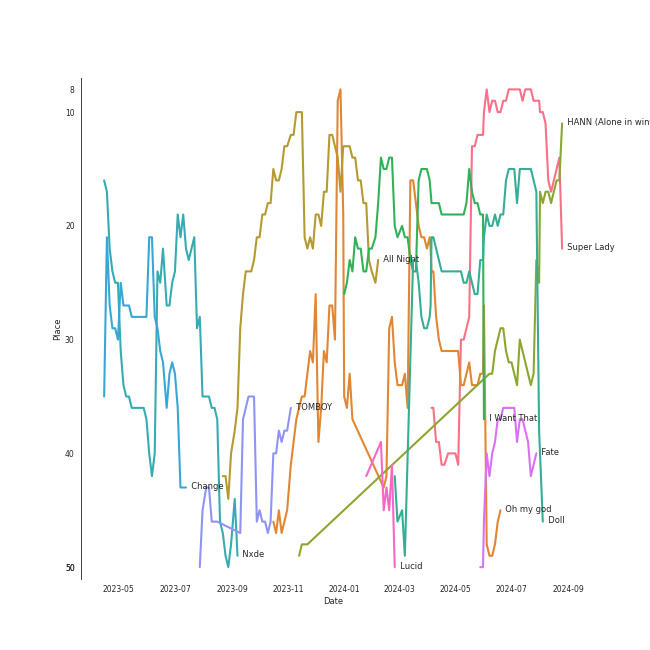 8
10
HANN (Alone in win
20
Super Lady
All Night
30
Place
TOMBOY
I Want That
40
Fate
Change
Oh my god
Doll
Nxde
Lucid
50
2023-05 2023-07 2023-09 2023-11 2024-01 2024-03 2024-05 2024-07 2024-09
Date